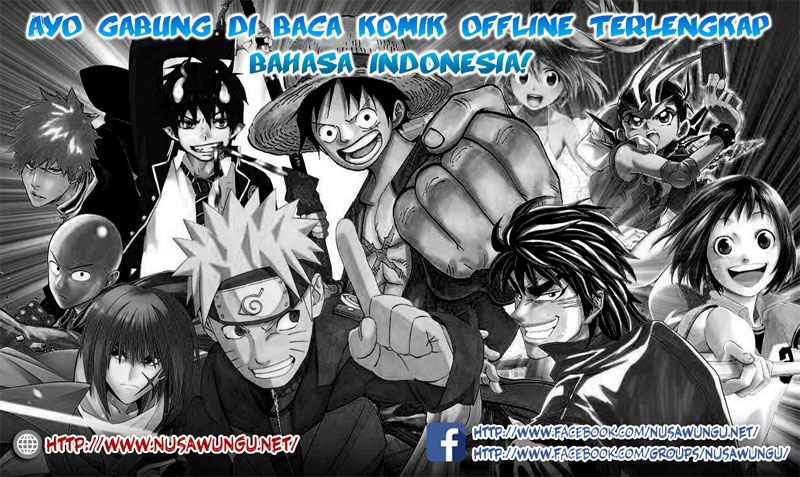 AYO GABUNG DI BACA KOMIK OFFLINE TERLENGKAP
BAHASA INDONESIA!
HTTP://WWW.NUSAWUNGU.NET/
f
HTTP://WWW.FACEBOOK.COM/NUSAWUNGU.NET/
HTTP://WWW.FACEBOOK.COM/GROUPS/NUSAWUNGU/